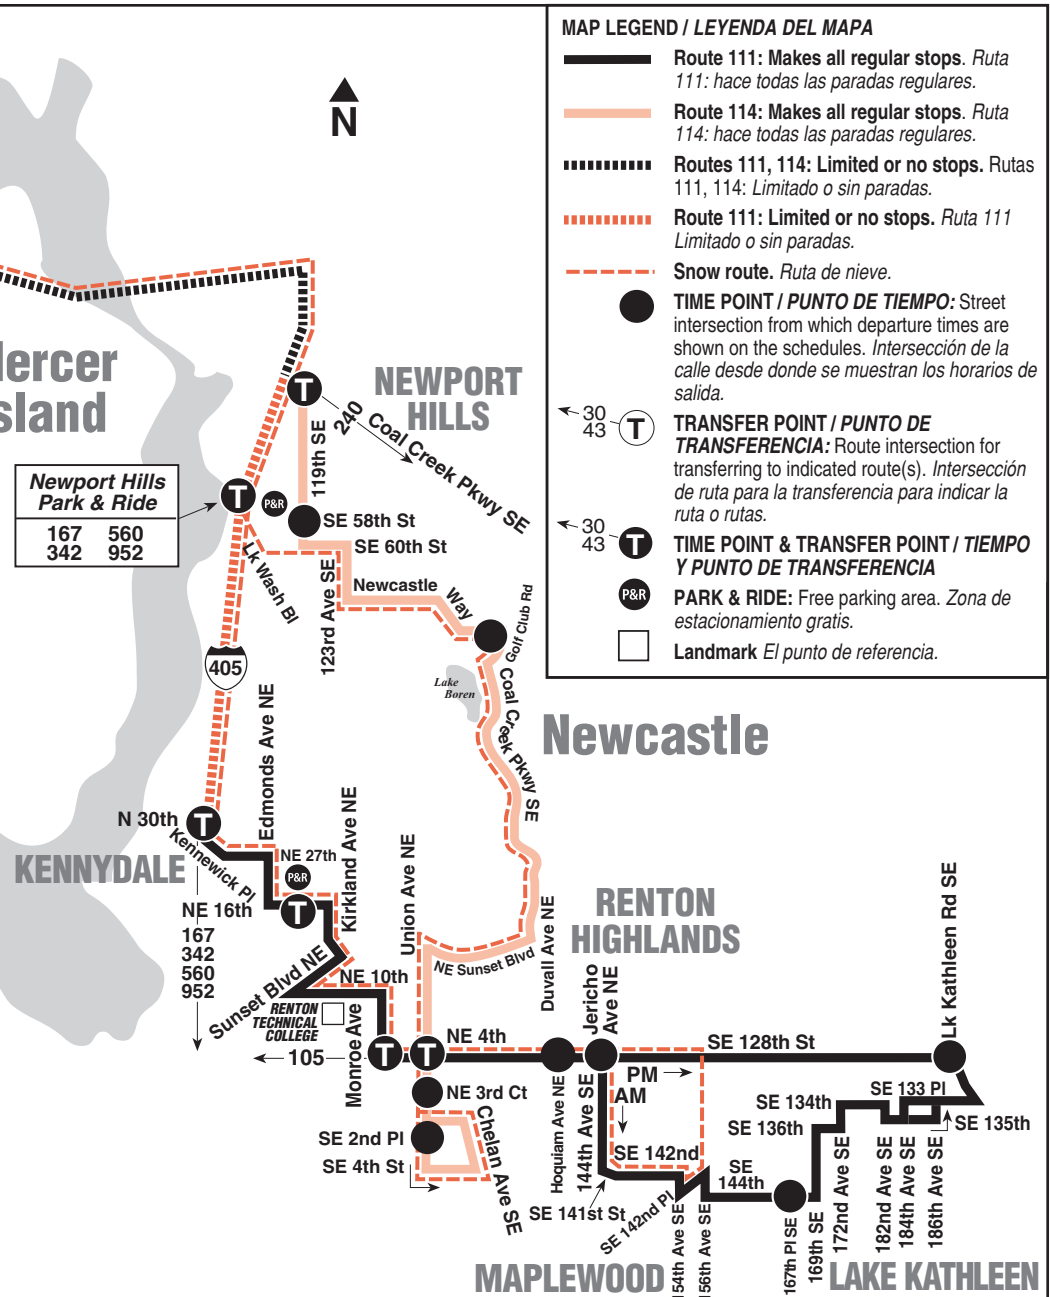 MAP LEGEND / LEYENDA DEL MAPA
Route 111: Makes all regular stops. Ruta
111: hace todas las paradas regulares.
Route 114: Makes all regular stops. Ruta
114: hace todas las paradas regulares.
Routes 111, 114: Limited or no stops. Rutas
111, 114: Limitado o sin paradas.
Route 111: Limited or no stops. Ruta 111
Limitado o sin paradas.
Snow route. Ruta de nieve.
TIME POINT / PUNTO DE TIEMPO: Street
intersection from which departure times are
shown on the schedules. Intersección de la
calle desde donde se muestran los horarios de
salida.
30
43
T
TRANSFER POINT / PUNTO DE
TRANSFERENCIA: Route intersection for
transferring to indicated route(s). Intersección
de ruta para la transferencia para indicar la
ruta o rutas.
30
43
T
TIME POINT & TRANSFER POINT / TIEMPO
Y PUNTO DE TRANSFERENCIA
P&R
PARK & RIDE: Free parking area. Zona de
estacionamiento gratis.
Landmark El punto de referencia.
N
T
NEWPORT
HILLS
240
Coal Creek Pkwy SE
119th SE
Newport Hills
Park & Ride
167 560
342 952
T
P&R
SE 58th St
SE 60th St
Lk Wash Bl
123rd Ave SE
Newcastle
Way
Golf Club Rd
Lake
Boren
Coal Creek Pkwy SE
Newcastle
405
Edmonds Ave NE
N 30th
T
Kennewick Pl
KENNYDALE
NE 27th
P&R
Kirkland Ave NE
Union Ave NE
NE 16th
T
167
342
560
952
Sunset Blvd NE
NE 10th
NE Sunset Blvd
Duvall Ave NE
RENTON
HIGHLANDS
RENTON
TECHNICAL
COLLEGE
Monroe Ave
105
T
T
NE 4th
Jericho
Ave NE
SE 128th St
Lk Kathleen Rd SE
NE 3rd Ct
SE 2nd Pl
SE 4th St
Chelan Ave SE
Hoquiam Ave NE
144th Ave SE
PM
AM
SE 142nd
SE 141st St
SE 142nd Pl
154th Ave SE
156th Ave SE
SE
144th
167th Pl SE
169th SE
SE 136th
SE 134th
172nd Ave SE
SE 133 Pl
182nd Ave SE
184th Ave SE
186th Ave SE
SE 135th
MAPLEWOOD
LAKE KATHLEEN